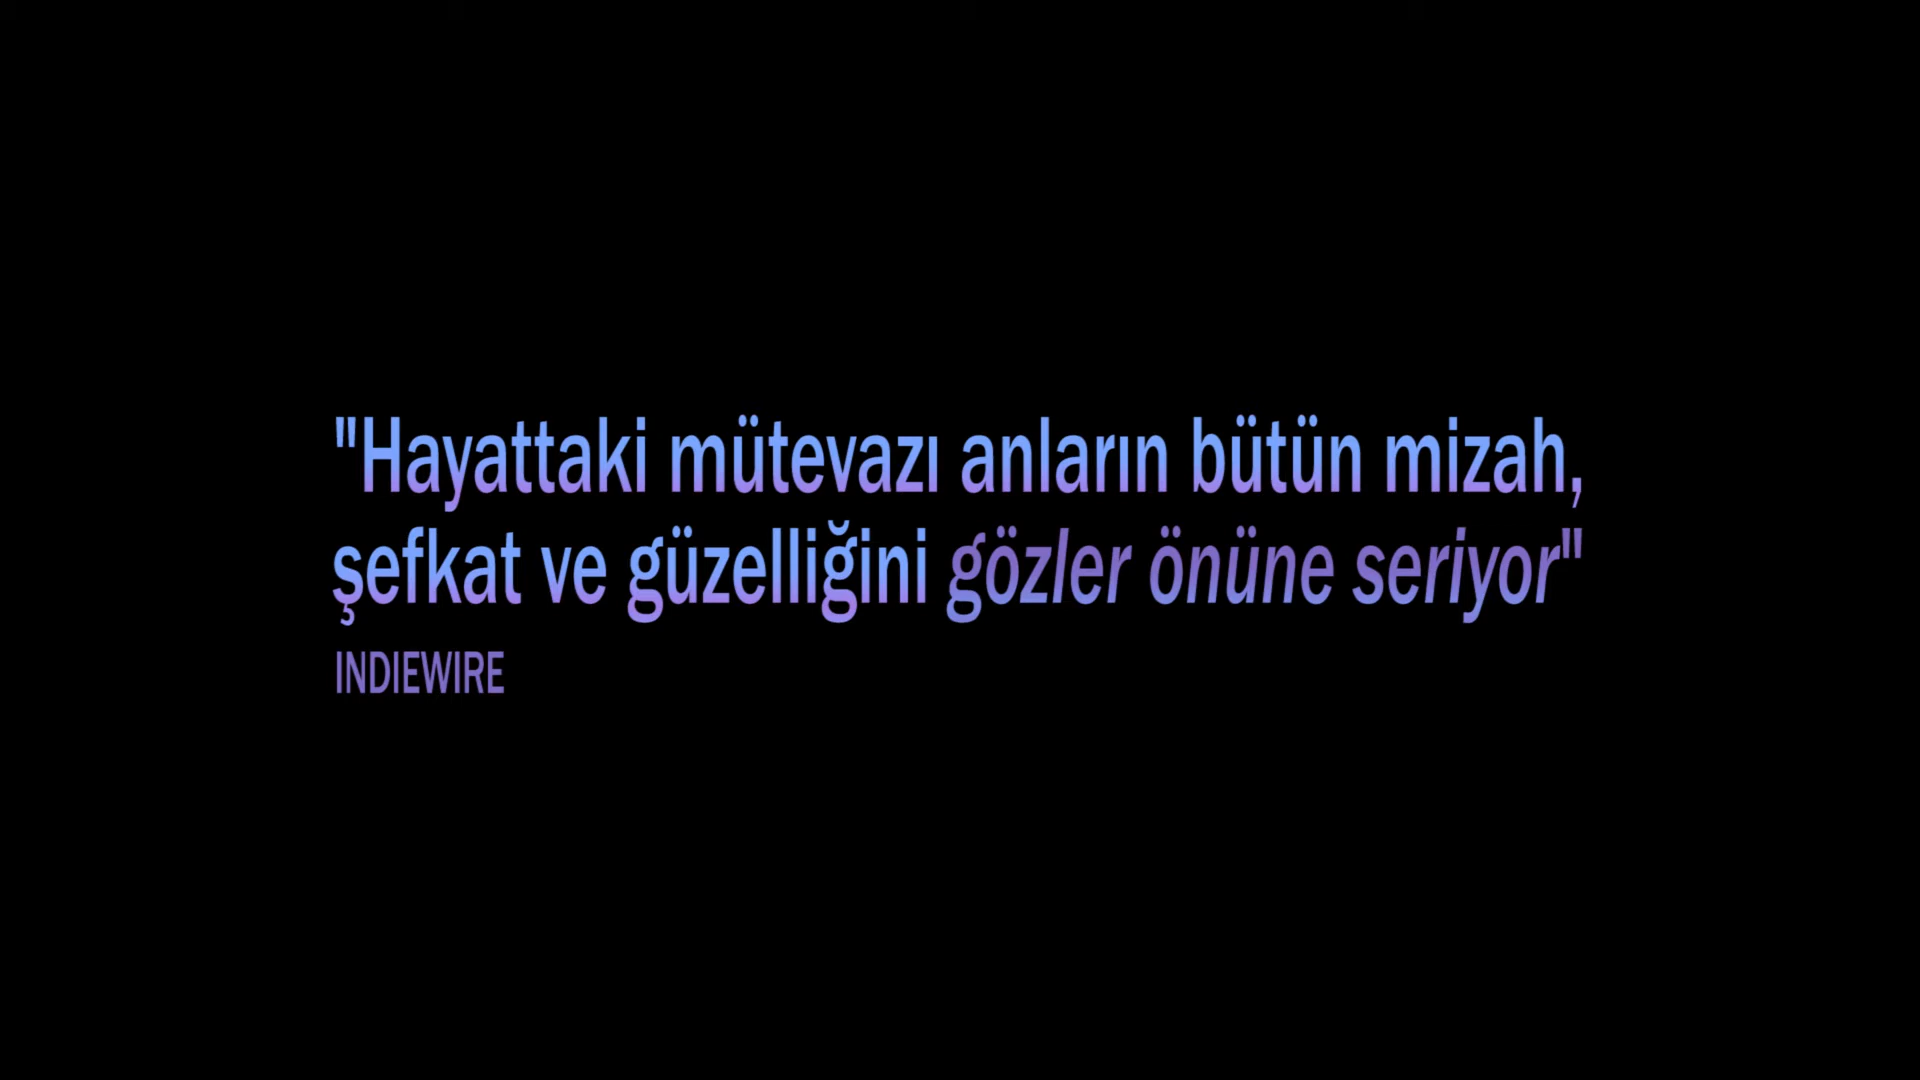 "Hayattaki mütevazı anların bütün mizah,
şefkat ve güzelliğini gözler önüne seriyor"
INDIEWIRE